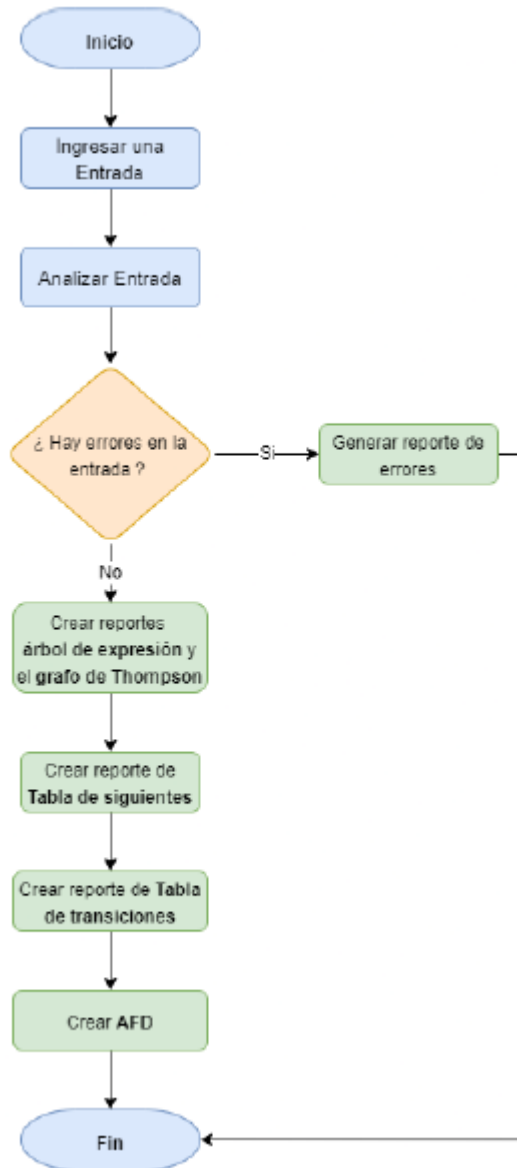 Inicio
Ingresar una
Entrada
Analizar Entrada
¿ Hay errores en la
entrada ?
Si
Generar reporte de
errores
No
Crear reportes
árbol de expresión y
el grafo de Thompson
Crear reporte de
Tabla de siguientes
Crear reporte de Tabla
de transiciones
Crear AFD
Fin